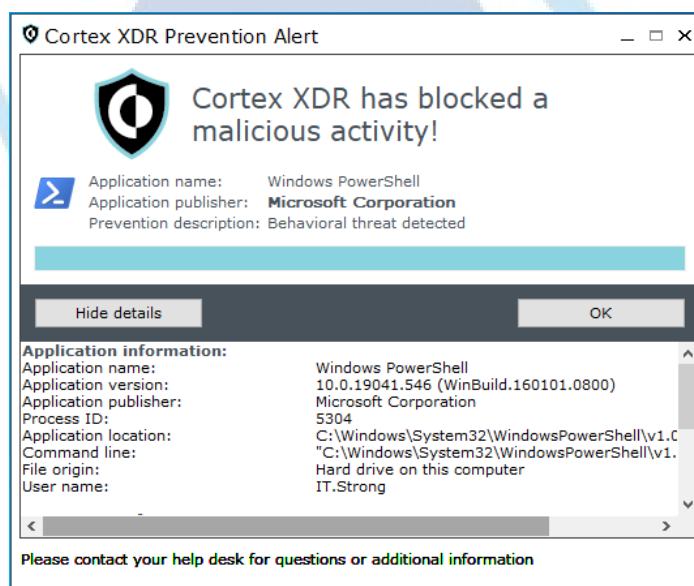 Cortex XDR Prevention Alert
Cortex XDR has blocked a
malicious activity!
Application name: Windows PowerShell
Application publisher: Microsoft Corporation
Prevention description: Behavioral threat detected
Hide details OK
Application information:
Application name: Windows PowerShell
Application version: 10.0.19041.546 (WinBuild.160101.0800)
Application publisher: Microsoft Corporation
Process ID: 5304
Application location: C:\Windows\System32\WindowsPowerShell\v1.0
Command line: "C:\Windows\System32\WindowsPowerShell\v1.
File origin: Hard drive on this computer
User name: IT.Strong
Please contact your help desk for questions or additional information